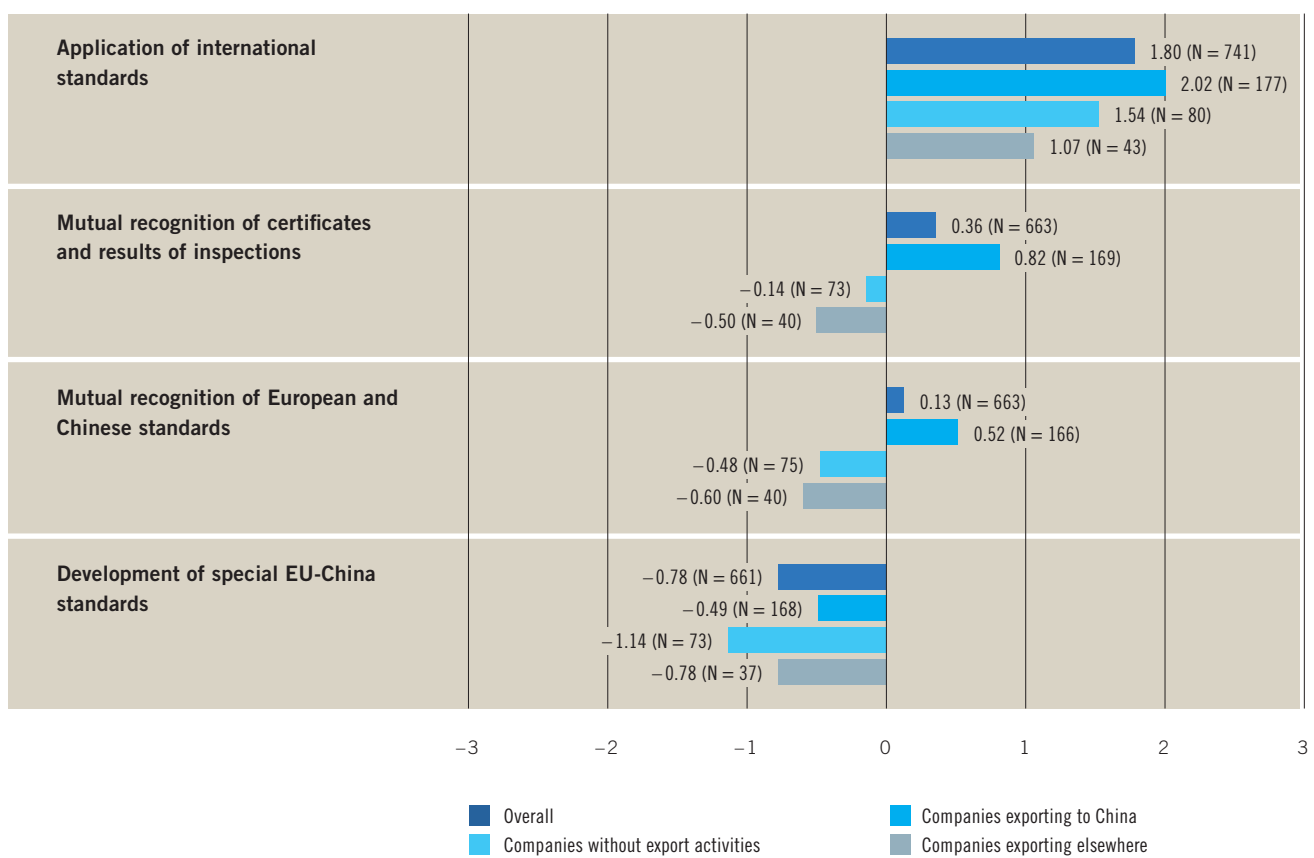 Application of international
standards
1.80 (N = 741)
2.02 (N = 177)
1.54 (N = 80)
1.07 (N = 43)
Mutual recognition of certificates
and results of inspections
0.36 (N = 663)
0.82 (N = 169)
−0.14 (N = 73)
−0.50 (N = 40)
Mutual recognition of European and
Chinese standards
0.13 (N = 663)
0.52 (N = 166)
−0.48 (N = 75)
−0.60 (N = 40)
Development of special EU-China
standards
−0.78 (N = 661)
−0.49 (N = 168)
−1.14 (N = 73)
−0.78 (N = 37)
−3 −2 −1 0 1 2 3
Overall
Companies without export activities
Companies exporting to China
Companies exporting elsewhere